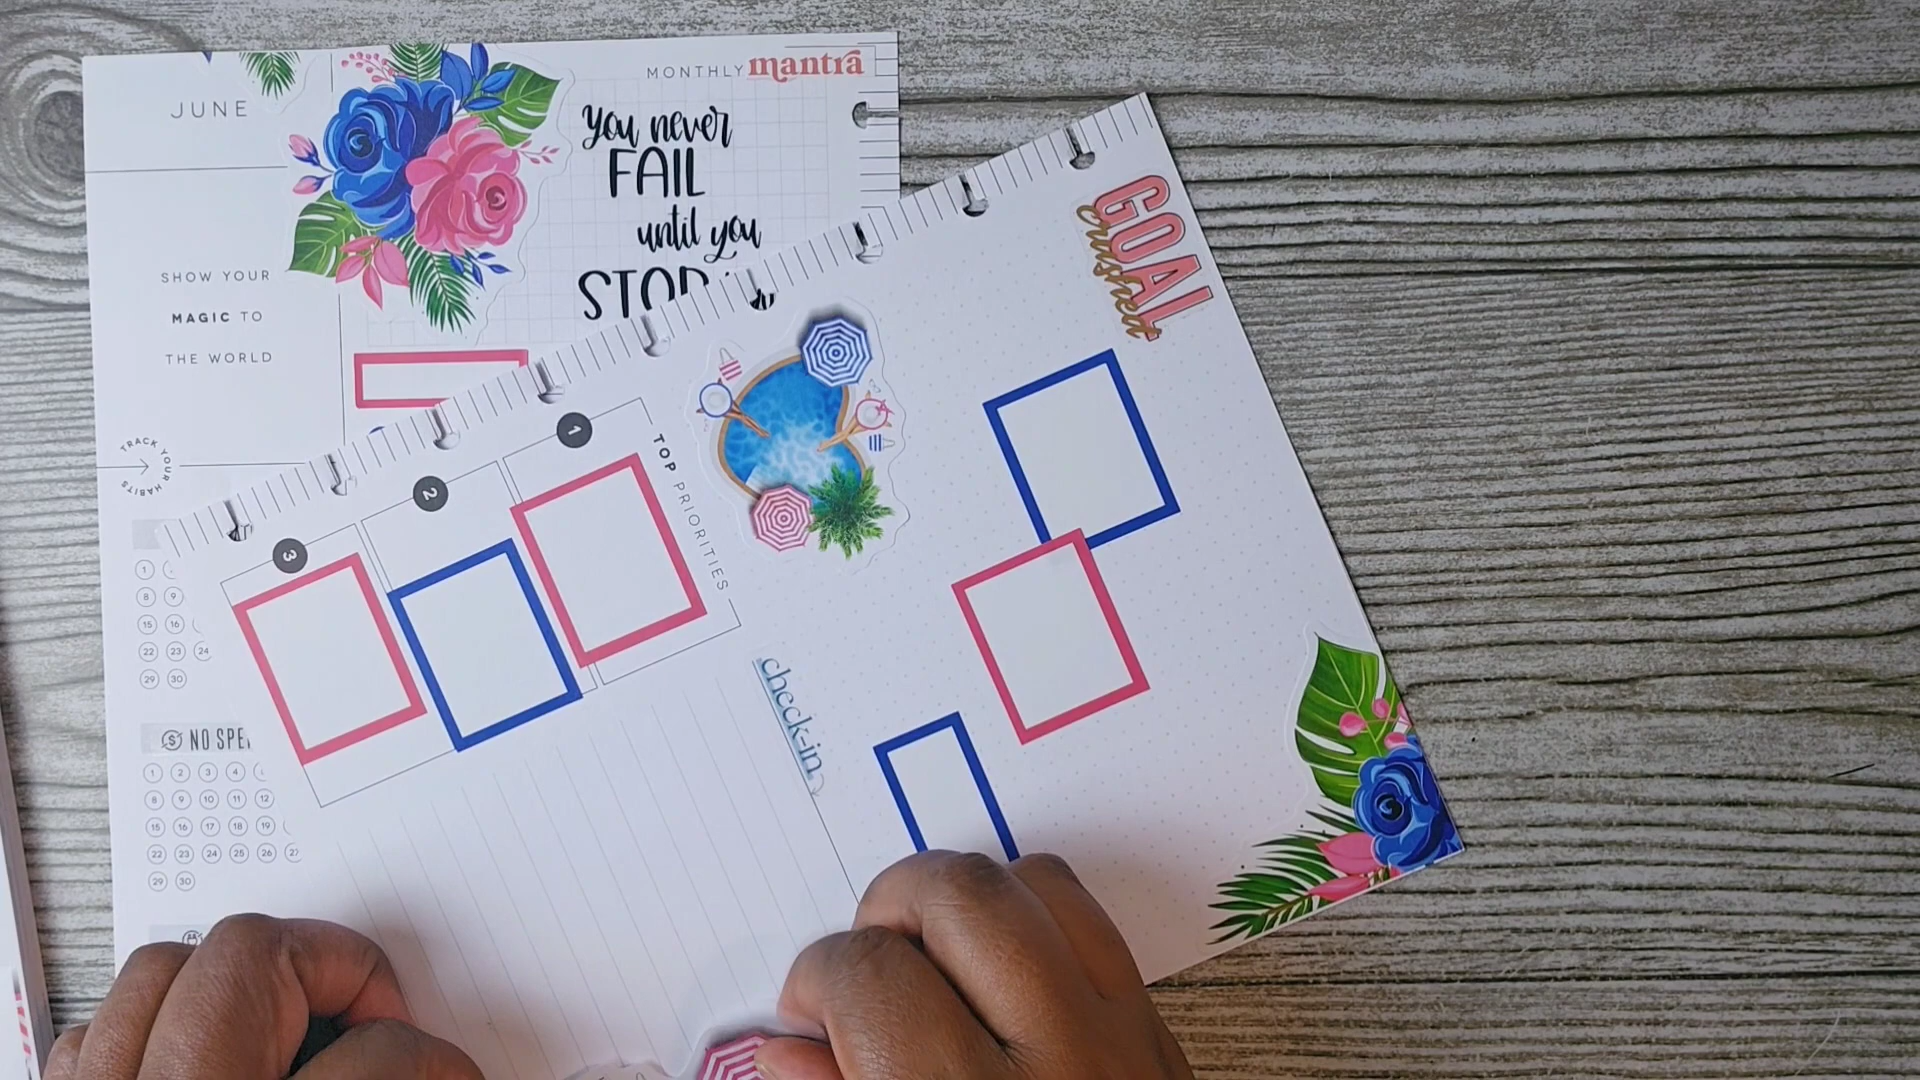 JUNE
MONTHLY mantra
You never
FAIL
until you
STOP
SHOW YOUR
MAGIC TO
THE WORLD
TRACK YOUR HABITS
1
8 9
15 16
22 23 24
29 30
NO SPE
1 2 3 4
8 9 10 11 12
15 16 17 18 19
22 23 24 25 26 27
29 30
GOAL
crushed
TOP PRIORITIES
1
2
3
check-in